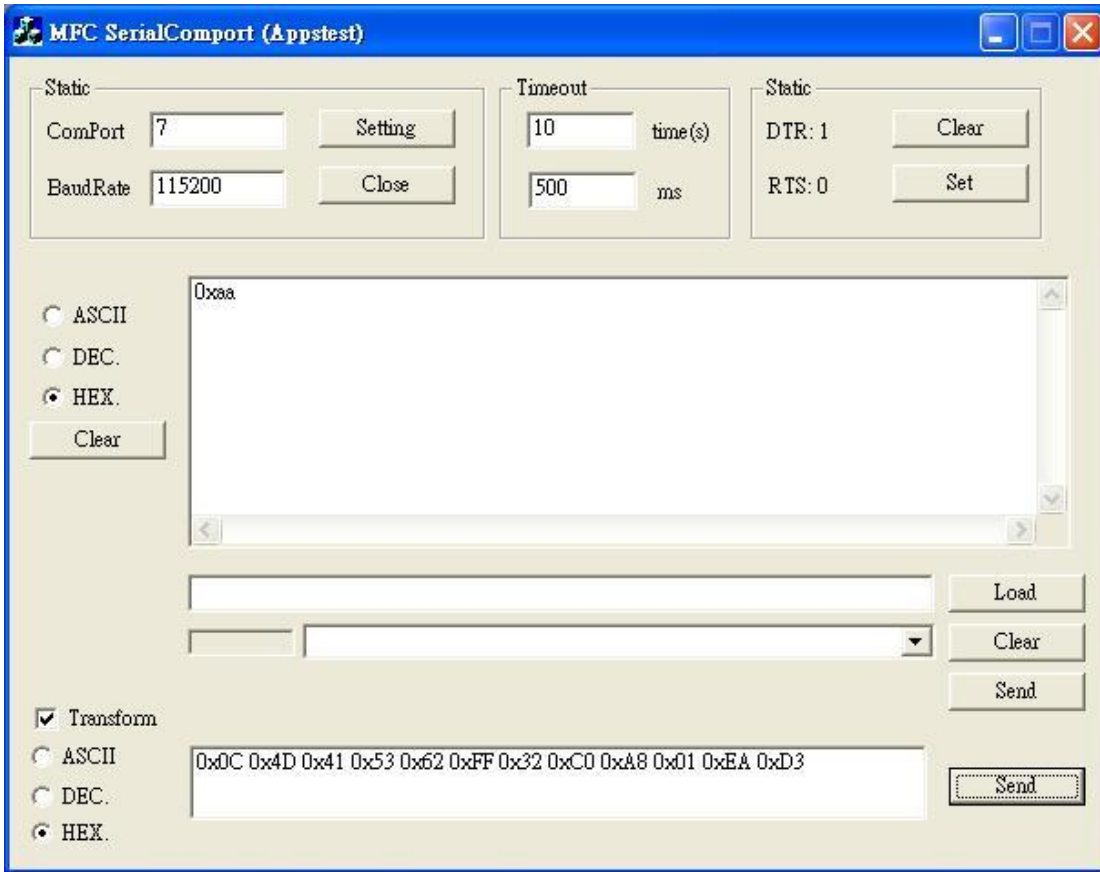 MFC SerialComport (Appstest)
Static
ComPort 7 Setting
BaudRate 115200 Close
Timeout
10 time(s)
500 ms
Static
DTR: 1 Clear
RTS: 0 Set
ASCII
DEC.
HEX.
Clear
0xaa
Load
Clear
Send
Transform
ASCII
DEC.
HEX.
0x0C 0x4D 0x41 0x53 0x62 0xFF 0x32 0xC0 0xA8 0x01 0xEA 0xD3
Send